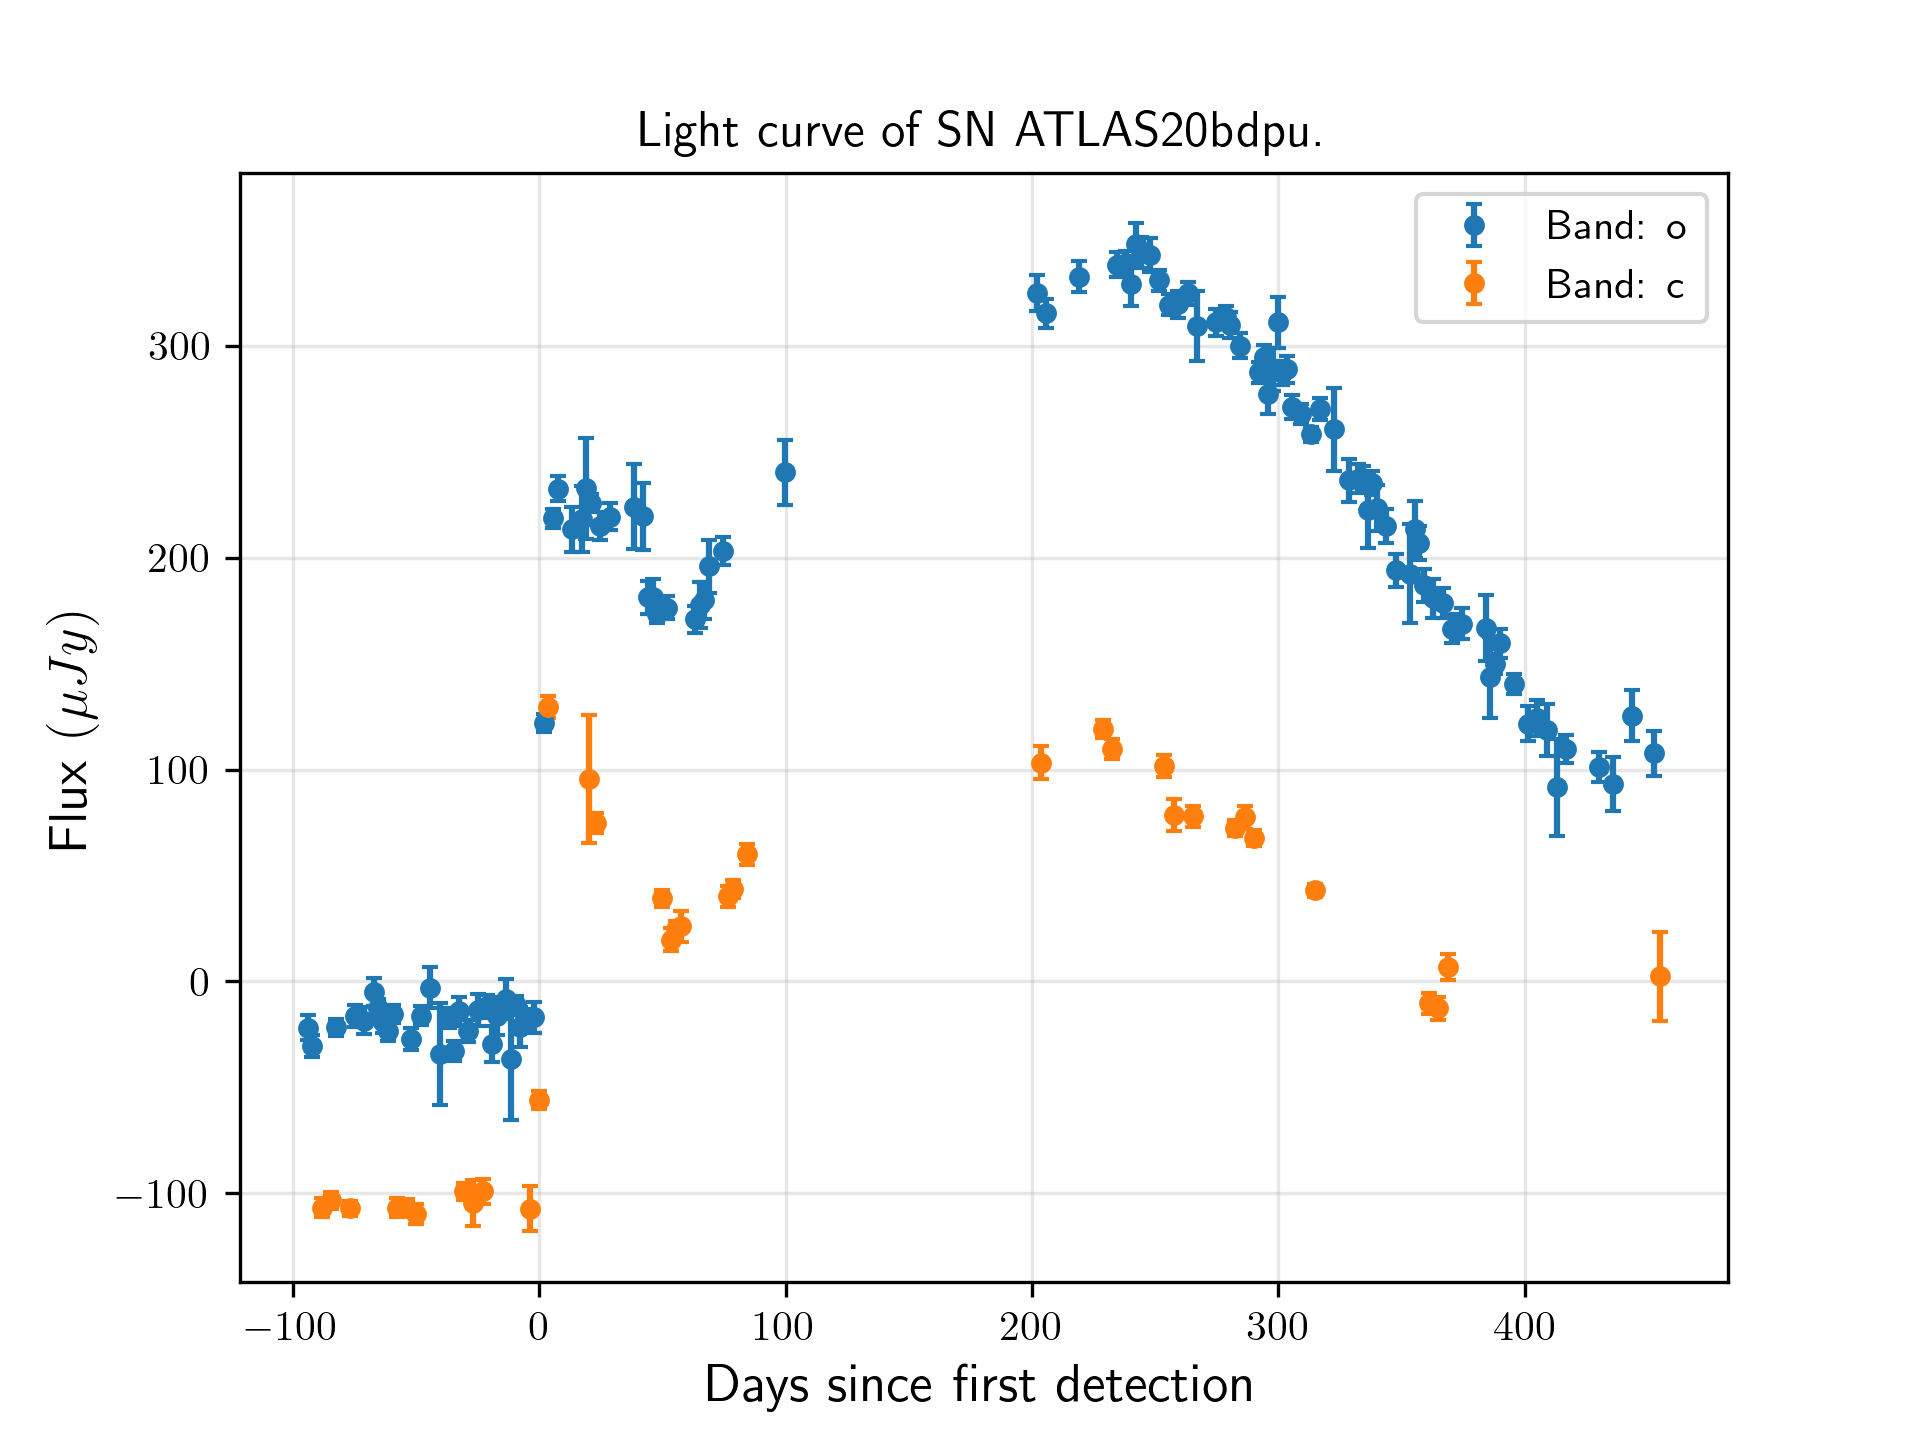 Light curve of SN ATLAS20bdpu.
Band: o
Band: c
Flux (μJy)
300
200
100
0
−100
−100 0 100 200 300 400
Days since first detection